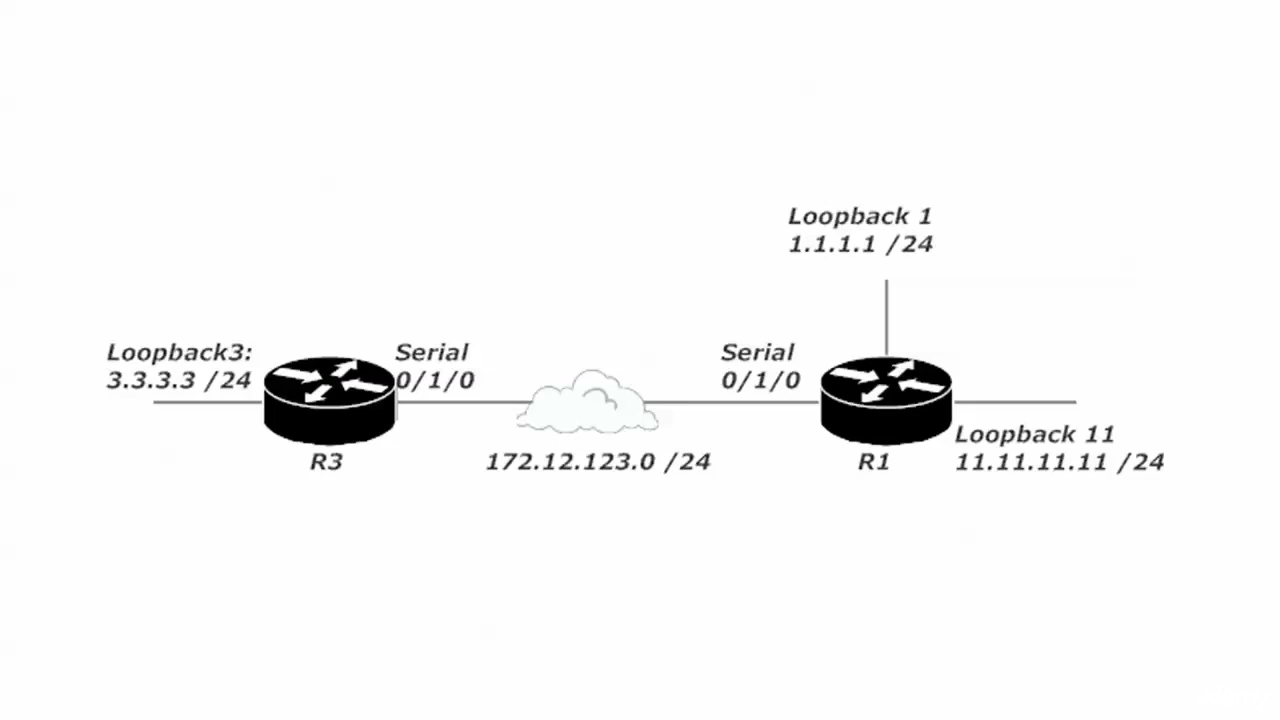 Loopback 1
1.1.1.1 /24
Loopback3:
3.3.3.3 /24
Serial
0/1/0
Serial
0/1/0
Loopback 11
11.11.11.11 /24
R3
172.12.123.0 /24
R1